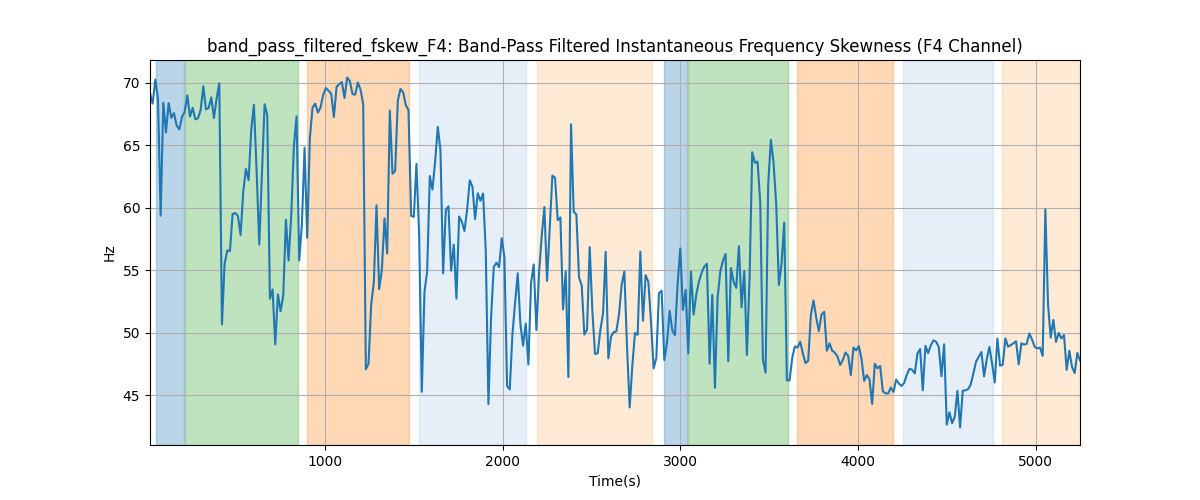 band_pass_filtered_fskew_F4: Band-Pass Filtered Instantaneous Frequency Skewness (F4 Channel)
70
65
60
55
50
45
Hz
1000 2000 3000 4000 5000
Time(s)